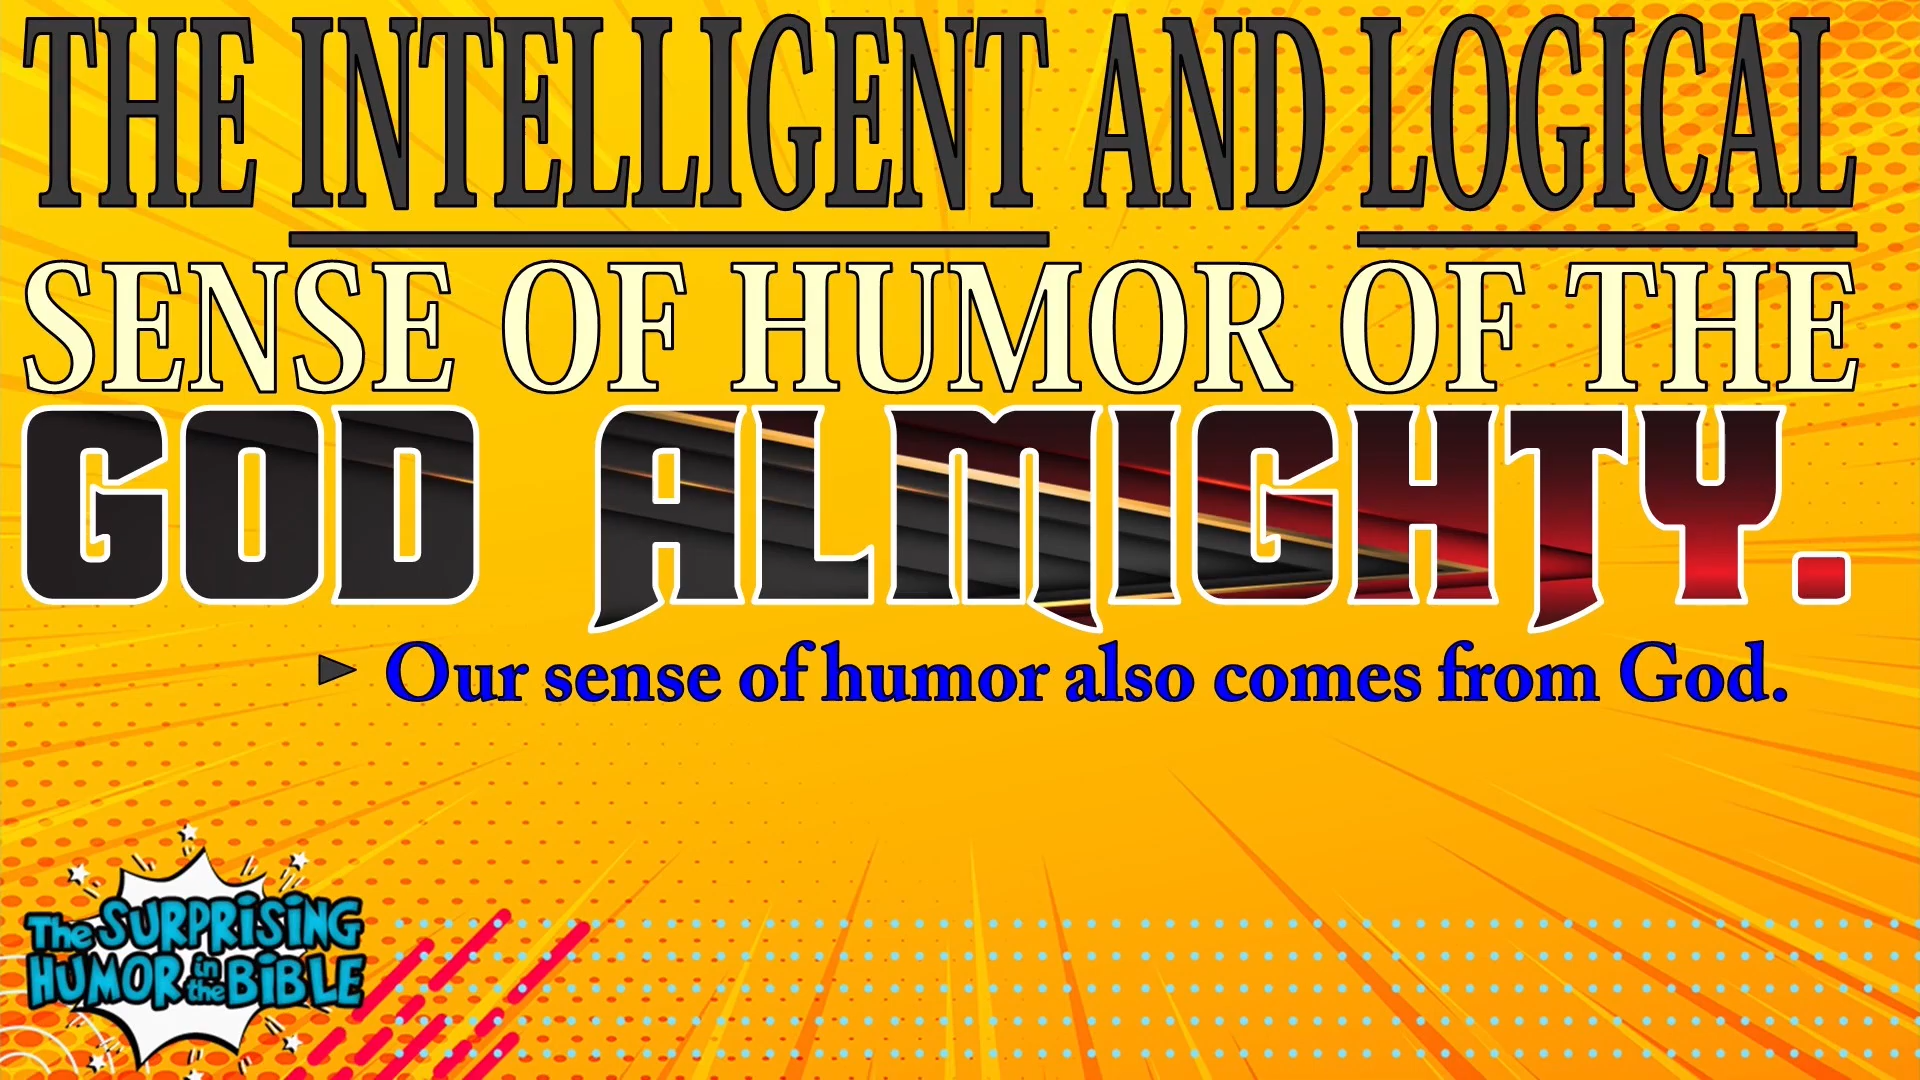 THE INTELLIGENT AND LOGICAL
SENSE OF HUMOR OF THE
GOD ALMIGHTY.
Our sense of humor also comes from God.
The SURPRISING
HUMOR in the BIBLE